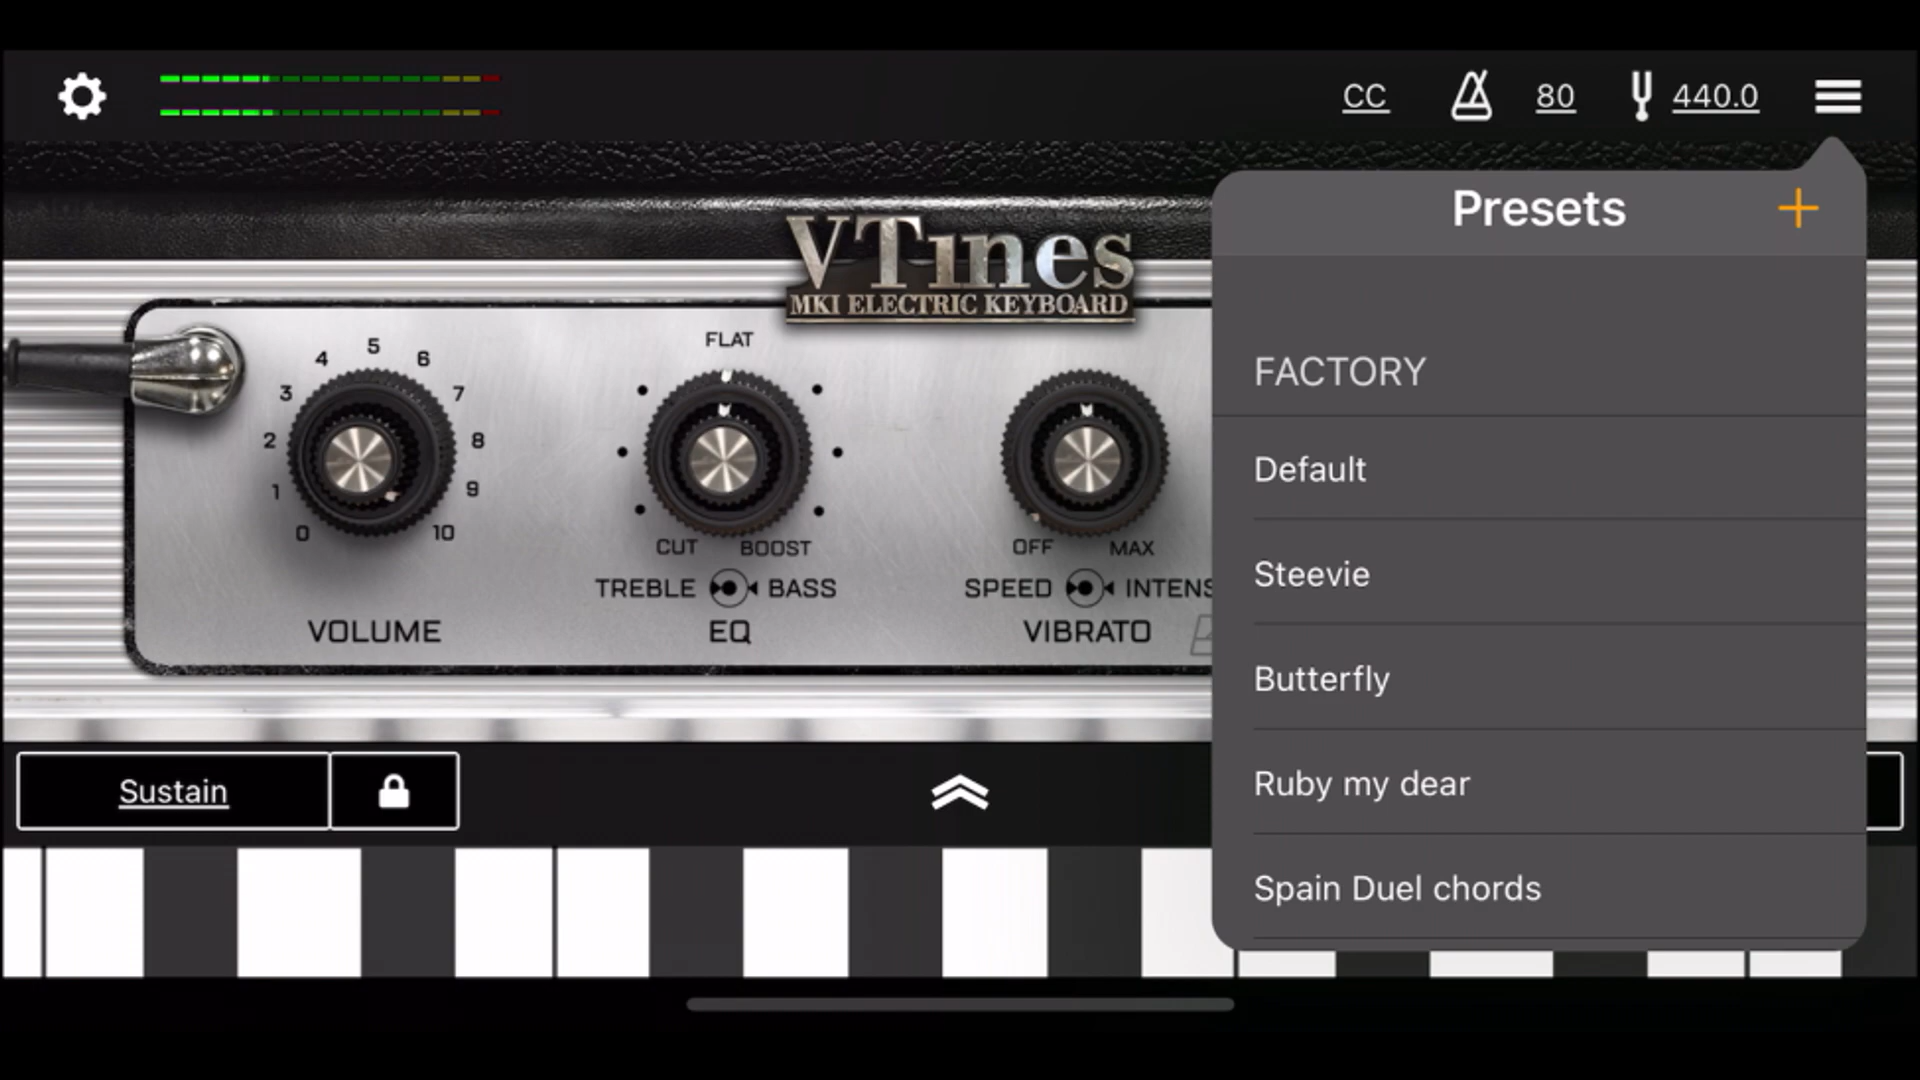 CC 80 440.0
Presets +
VTines
MKI ELECTRIC KEYBOARD
FACTORY
Default
Steevie
Butterfly
Ruby my dear
Spain Duel chords
0 1 2 3 4 5 6 7 8 9 10
VOLUME
FLAT
CUT BOOST
TREBLE BASS
EQ
OFF MAX
SPEED INTENS
VIBRATO
Sustain